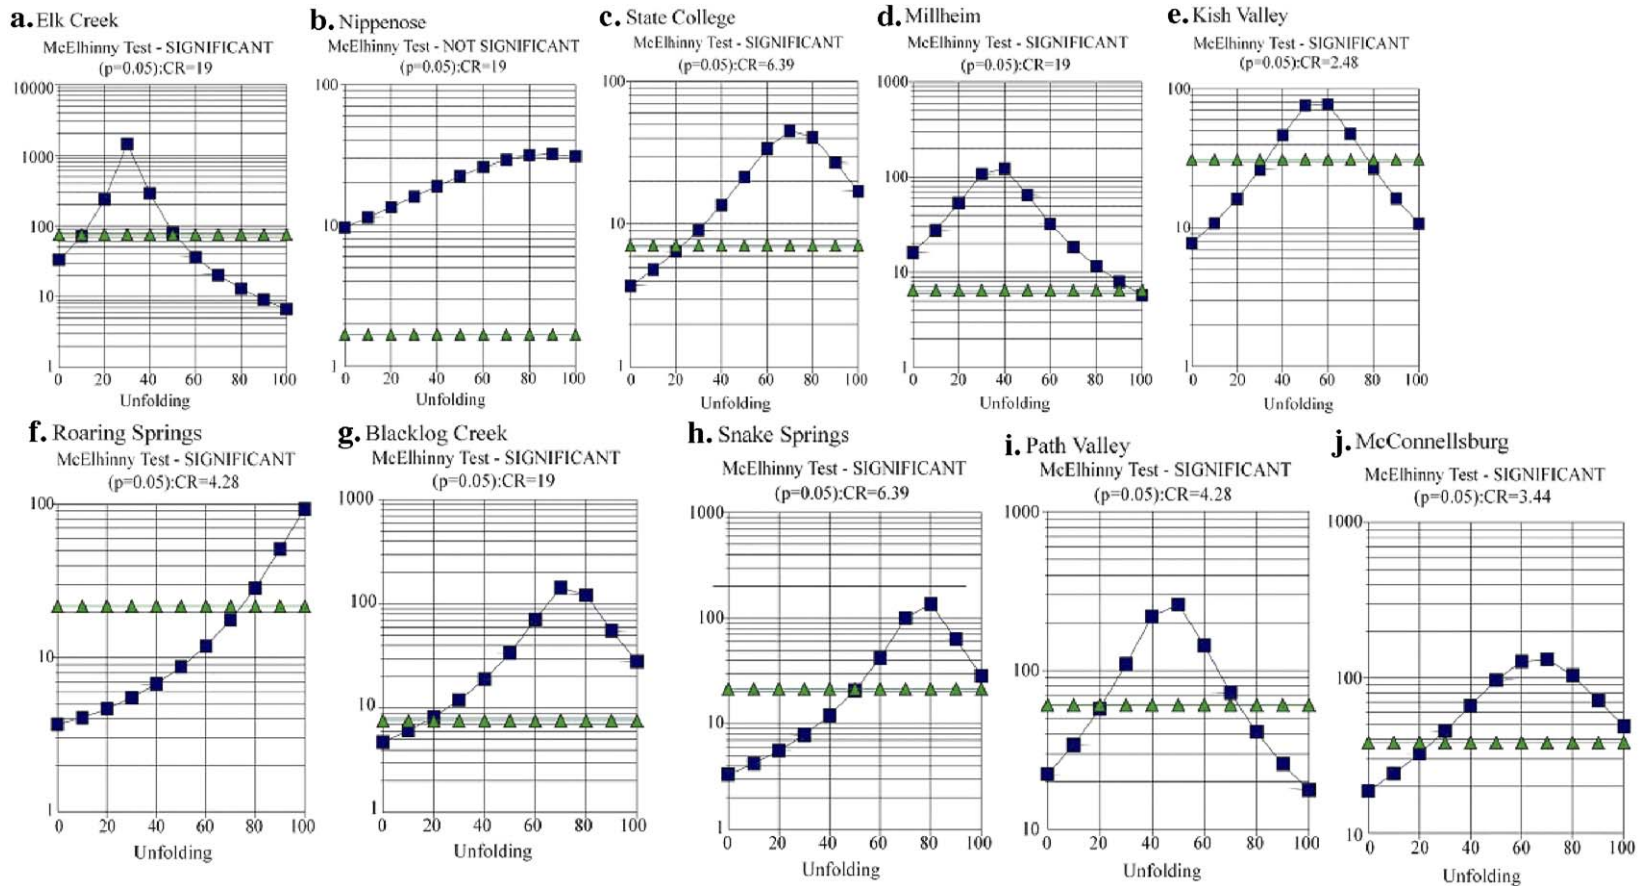 a. Elk Creek
McElhinny Test - SIGNIFICANT
(p=0.05):CR=19
10000
1000
100
10
1
0 20 40 60 80 100
Unfolding
b. Nippenose
McElhinny Test - NOT SIGNIFICANT
(p=0.05):CR=19
100
10
1
0 20 40 60 80 100
Unfolding
c. State College
McElhinny Test - SIGNIFICANT
(p=0.05):CR=6.39
100
10
1
0 20 40 60 80 100
Unfolding
d. Millheim
McElhinny Test - SIGNIFICANT
(p=0.05):CR=19
1000
100
10
1
0 20 40 60 80 100
Unfolding
e. Kish Valley
McElhinny Test - SIGNIFICANT
(p=0.05):CR=2.48
100
10
1
0 20 40 60 80 100
Unfolding
f. Roaring Springs
McElhinny Test - SIGNIFICANT
(p=0.05):CR=4.28
100
10
1
0 20 40 60 80 100
Unfolding
g. Blacklog Creek
McElhinny Test - SIGNIFICANT
(p=0.05):CR=19
1000
100
10
1
0 20 40 60 80 100
Unfolding
h. Snake Springs
McElhinny Test - SIGNIFICANT
(p=0.05):CR=6.39
1000
100
10
1
0 20 40 60 80 100
Unfolding
i. Path Valley
McElhinny Test - SIGNIFICANT
(p=0.05):CR=4.28
1000
100
10
0 20 40 60 80 100
Unfolding
j. McConnellsburg
McElhinny Test - SIGNIFICANT
(p=0.05):CR=3.44
1000
100
10
0 20 40 60 80 100
Unfolding